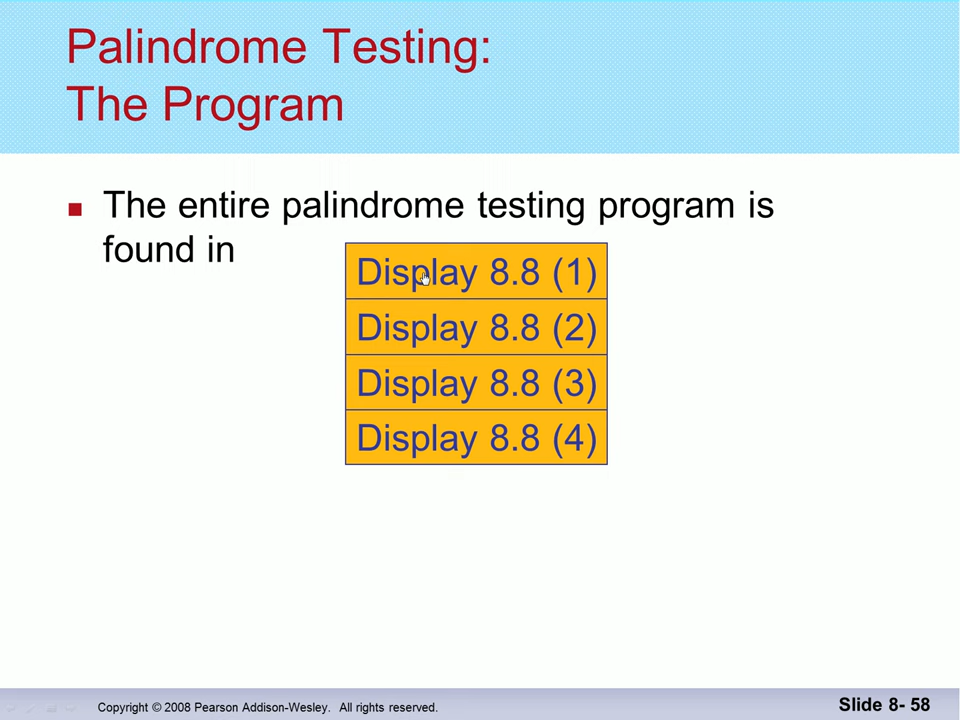 Palindrome Testing:
The Program
The entire palindrome testing program is
found in
Display 8.8 (1)
Display 8.8 (2)
Display 8.8 (3)
Display 8.8 (4)
Copyright © 2008 Pearson Addison-Wesley. All rights reserved.
Slide 8- 58